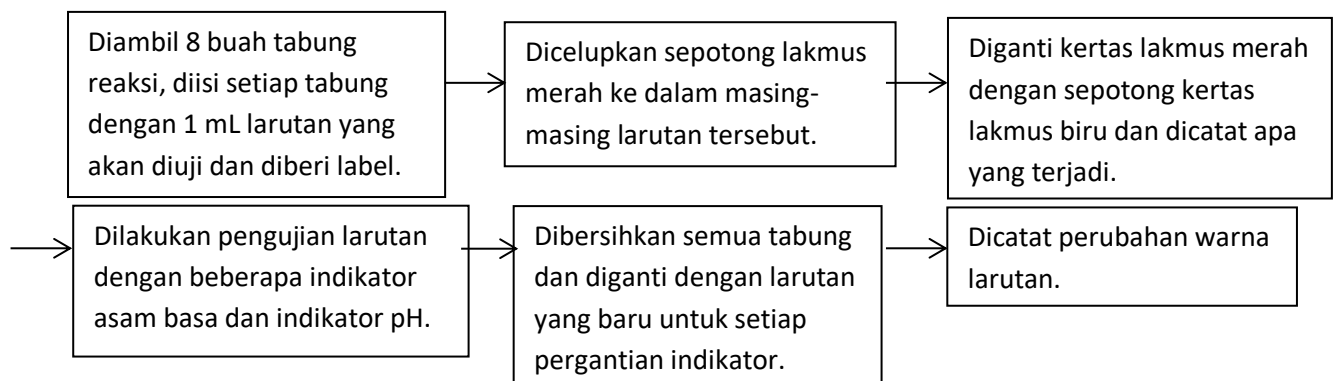 Diambil 8 buah tabung
reaksi, diisi setiap tabung
dengan 1 mL larutan yang
akan diuji dan diberi label.
Dicelupkan sepotong lakmus
merah ke dalam masing-
masing larutan tersebut.
Diganti kertas lakmus merah
dengan sepotong kertas
lakmus biru dan dicatat apa
yang terjadi.
Dilakukan pengujian larutan
dengan beberapa indikator
asam basa dan indikator pH.
Dibersihkan semua tabung
dan diganti dengan larutan
yang baru untuk setiap
pergantian indikator.
Dicatat perubahan warna
larutan.